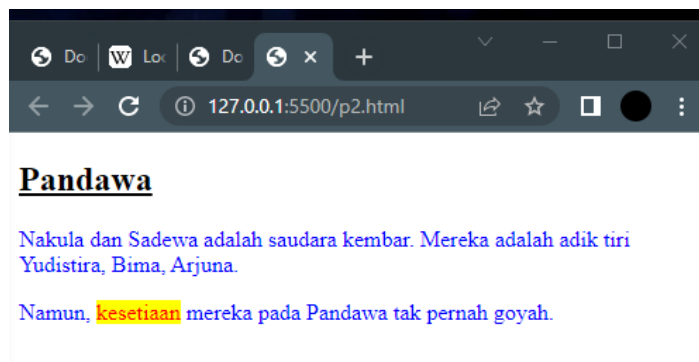 Do
W Loc
Do
127.0.0.1:5500/p2.html
Pandawa
Nakula dan Sadewa adalah saudara kembar. Mereka adalah adik tiri
Yudistira, Bima, Arjuna.
Namun, kesetiaan mereka pada Pandawa tak pernah goyah.